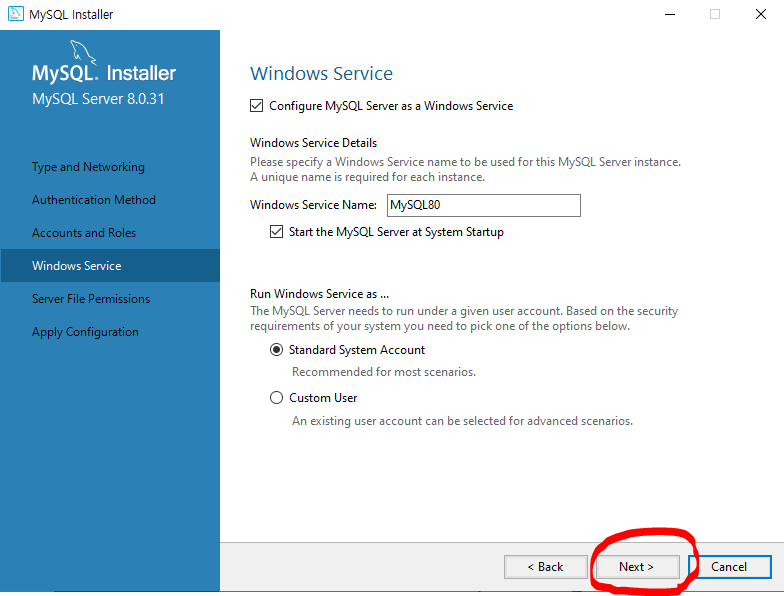 MySQL Installer
MySQL. Installer
MySQL Server 8.0.31
Type and Networking
Authentication Method
Accounts and Roles
Windows Service
Server File Permissions
Apply Configuration
Windows Service
Configure MySQL Server as a Windows Service
Windows Service Details
Please specify a Windows Service name to be used for this MySQL Server instance.
A unique name is required for each instance.
Windows Service Name: MySQL80
Start the MySQL Server at System Startup
Run Windows Service as ...
The MySQL Server needs to run under a given user account. Based on the security
requirements of your system you need to pick one of the options below.
Standard System Account
Recommended for most scenarios.
Custom User
An existing user account can be selected for advanced scenarios.
< Back Next > Cancel